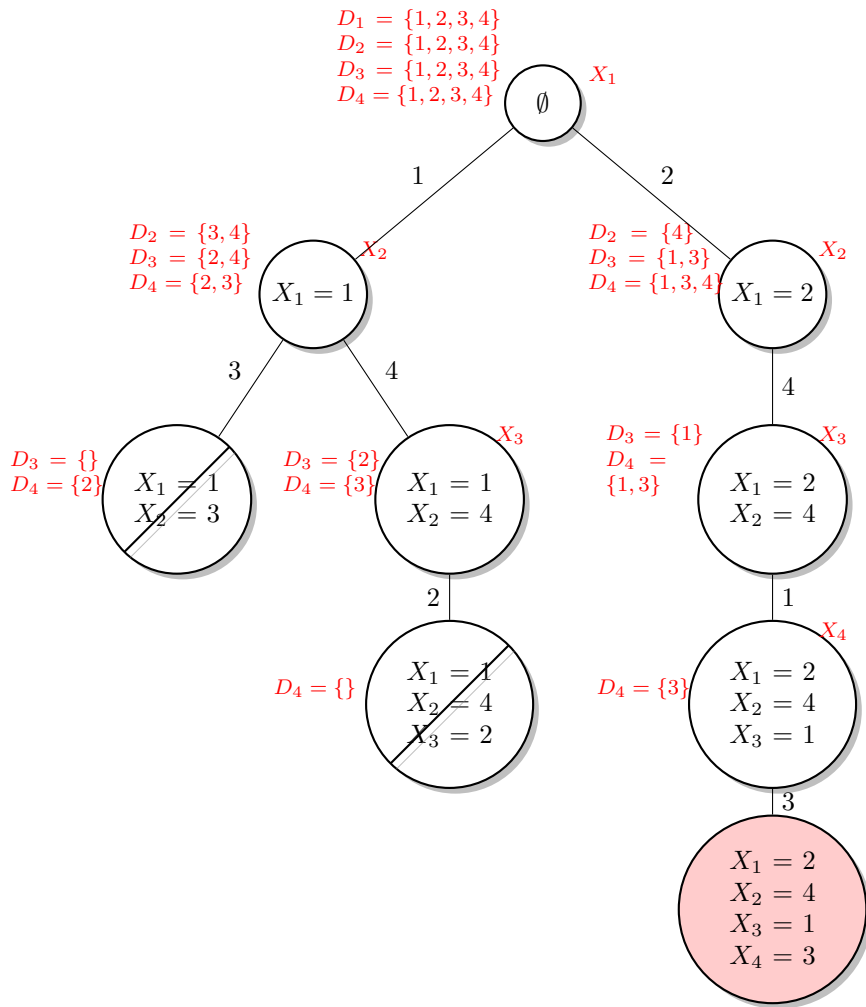 D₁ = {1, 2, 3, 4}
D₂ = {1, 2, 3, 4}
D₃ = {1, 2, 3, 4}
D₄ = {1, 2, 3, 4}
X₁
∅
1
2
D₂ = {3, 4}
D₃ = {2, 4}
D₄ = {2, 3}
X₂
X₁ = 1
D₂ = {4}
D₃ = {1, 3}
D₄ = {1, 3, 4}
X₂
X₁ = 2
3
4
4
D₃ = {}
D₄ = {2}
X₁ = 1
X₂ = 3
D₃ = {2}
D₄ = {3}
X₃
X₁ = 1
X₂ = 4
D₃ = {1}
D₄ =
{1, 3}
X₃
X₁ = 2
X₂ = 4
2
1
D₄ = {}
X₁ = 1
X₂ = 4
X₃ = 2
D₄ = {3}
X₄
X₁ = 2
X₂ = 4
X₃ = 1
3
X₁ = 2
X₂ = 4
X₃ = 1
X₄ = 3